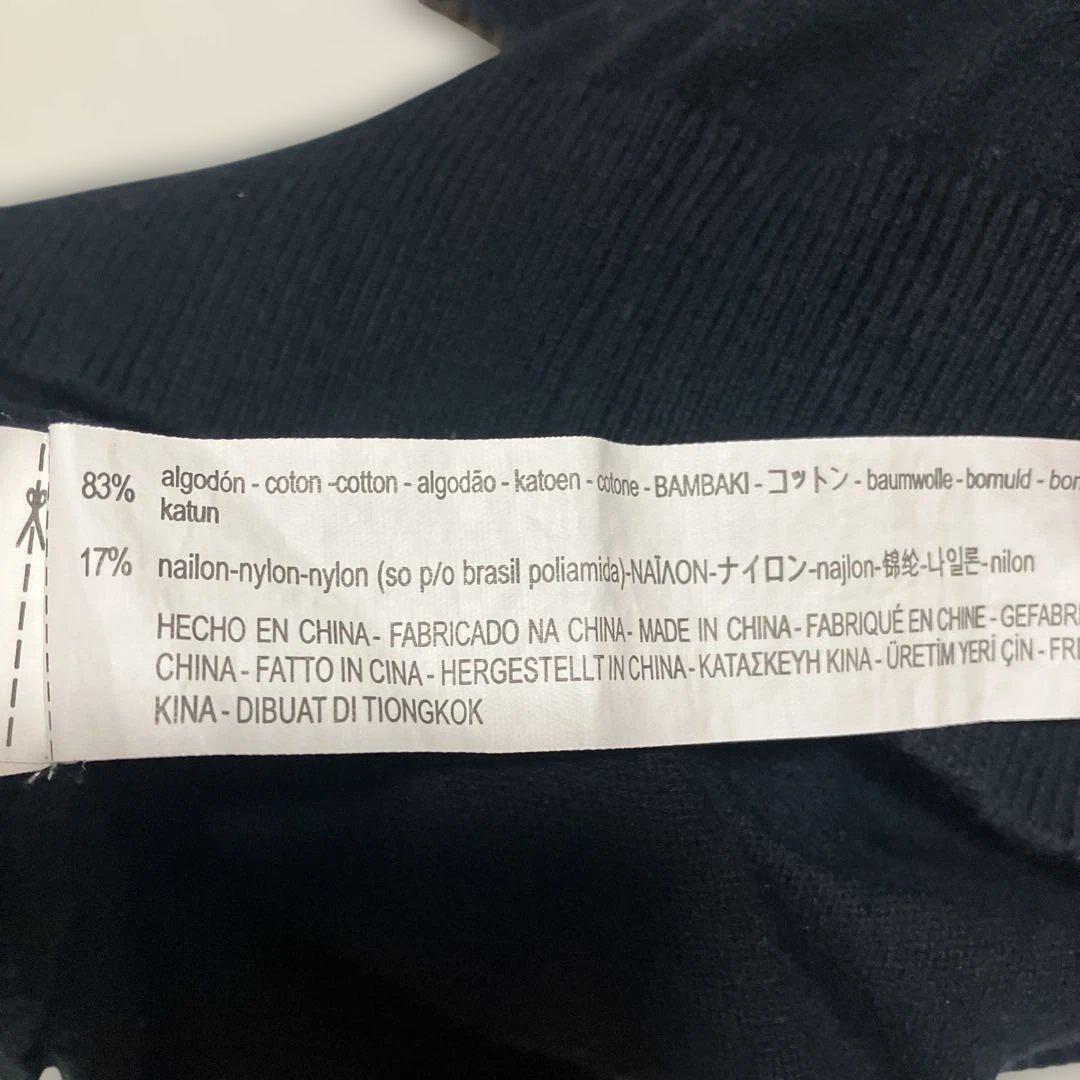 83% algodón - coton -cotton - algodão - katoen - cotone - BAMBAKI - コットン - baumwolle - bomuld -
katun
17% nailon-nylon-nylon (so p/o brasil poliamida)-NAΪΛON-ナイロン-najlon-锦纶-나일론-nilon
HECHO EN CHINA - FABRICADO NA CHINA - MADE IN CHINA - FABRIQUÉ EN CHINE -
CHINA - FATTO IN CINA - HERGESTELLT IN CHINA - ΚΑΤΑΣΚΕΥΗ ΚΙΝΑ - ÜRETİM YERİ ÇİN -
KINA - DIBUAT DI TIONGKOK